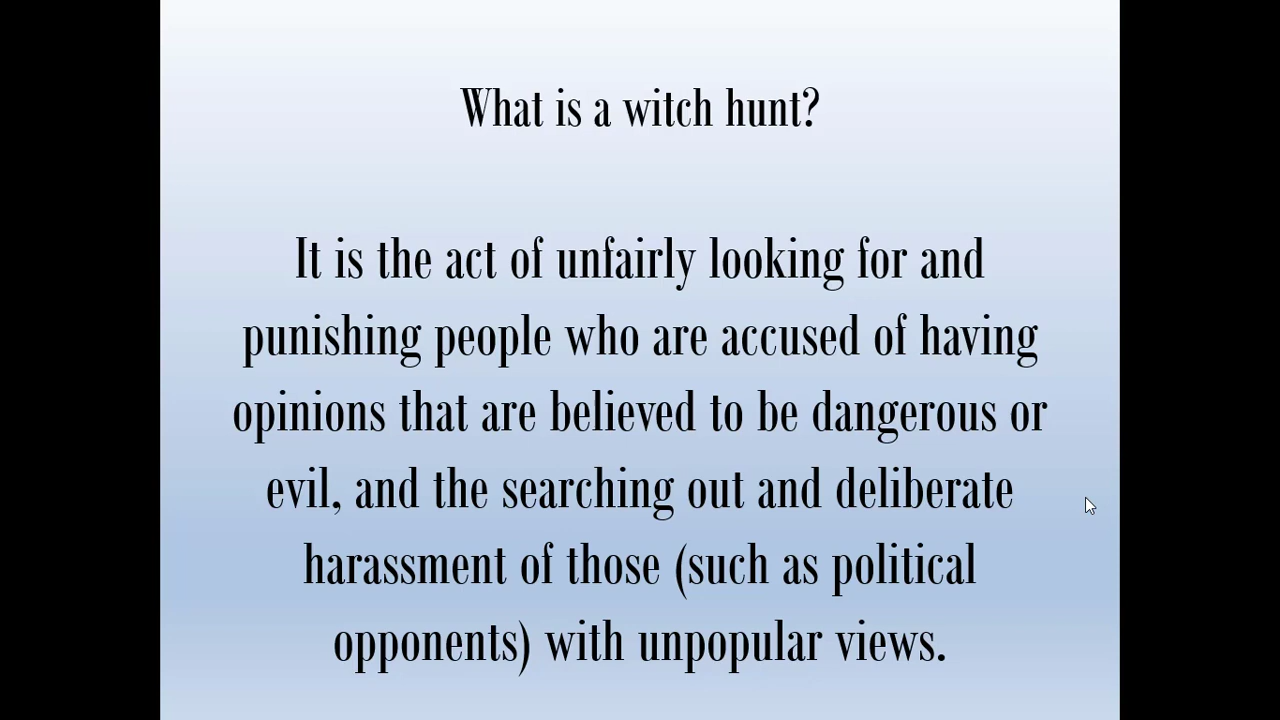 What is a witch hunt?
It is the act of unfairly looking for and
punishing people who are accused of having
opinions that are believed to be dangerous or
evil, and the searching out and deliberate
harassment of those (such as political
opponents) with unpopular views.